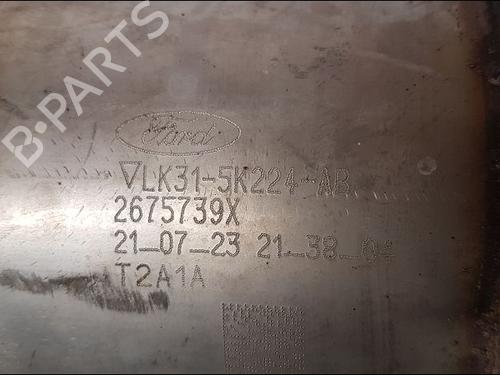 B-PARTS
Ford
VLK31-5K224-AB
2675739X
21_07_23 21_38_04
T2A1A